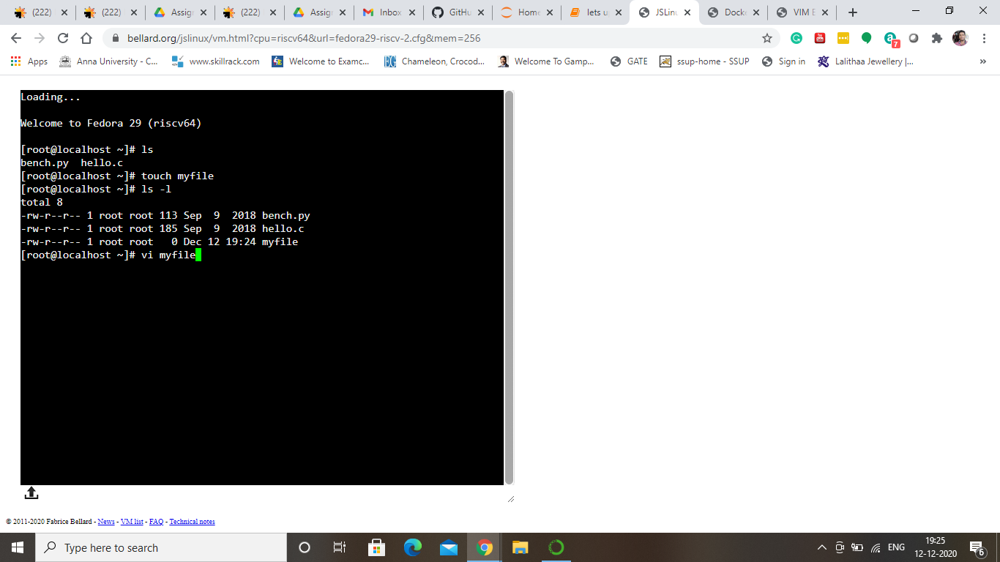 (222) (222) Assig (222) Assig Inbox GitHu Home lets u JSLinu Docke VIM E
bellard.org/jslinux/vm.html?cpu=riscv64&url=fedora29-riscv-2.cfg&mem=256
7
Apps Anna University - C... www.skillrack.com Welcome to Examc... EG Chameleon, Crocod... Welcome To Gamp... GATE ssup-home - SSUP Sign in Lalithaa Jewellery |... »
Loading...
Welcome to Fedora 29 (riscv64)
[root@localhost ~]# ls
bench.py  hello.c
[root@localhost ~]# touch myfile
[root@localhost ~]# ls -l
total 8
-rw-r--r-- 1 root root 113 Sep  9  2018 bench.py
-rw-r--r-- 1 root root 185 Sep  9  2018 hello.c
-rw-r--r-- 1 root root   0 Dec 12 19:24 myfile
[root@localhost ~]# vi myfile
© 2011-2020 Fabrice Bellard - News - VM list - FAQ - Technical notes
Type here to search
ENG
19:25
12-12-2020
6